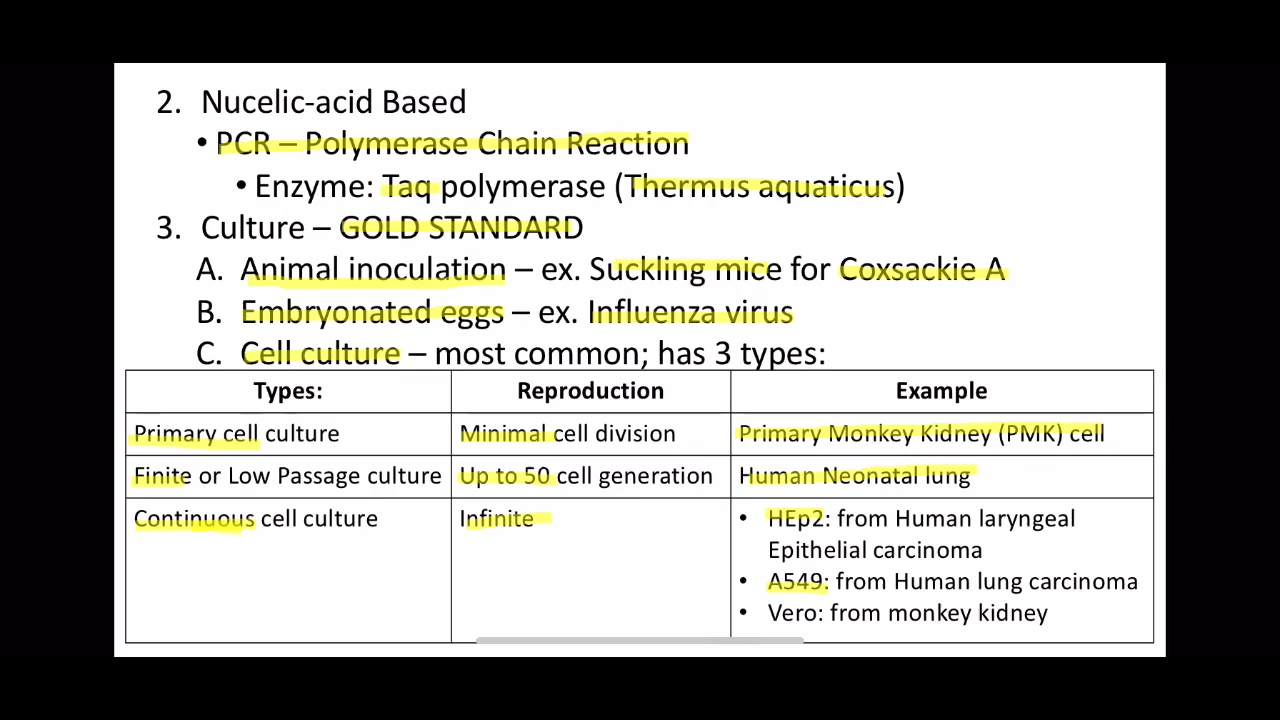 2. Nucelic-acid Based
• PCR – Polymerase Chain Reaction
• Enzyme: Taq polymerase (Thermus aquaticus)
3. Culture – GOLD STANDARD
A. Animal inoculation – ex. Suckling mice for Coxsackie A
B. Embryonated eggs – ex. Influenza virus
C. Cell culture – most common; has 3 types:
Types: Reproduction Example
Primary cell culture Minimal cell division Primary Monkey Kidney (PMK) cell
Finite or Low Passage culture Up to 50 cell generation Human Neonatal lung
Continuous cell culture Infinite • HEp2: from Human laryngeal
Epithelial carcinoma
• A549: from Human lung carcinoma
• Vero: from monkey kidney